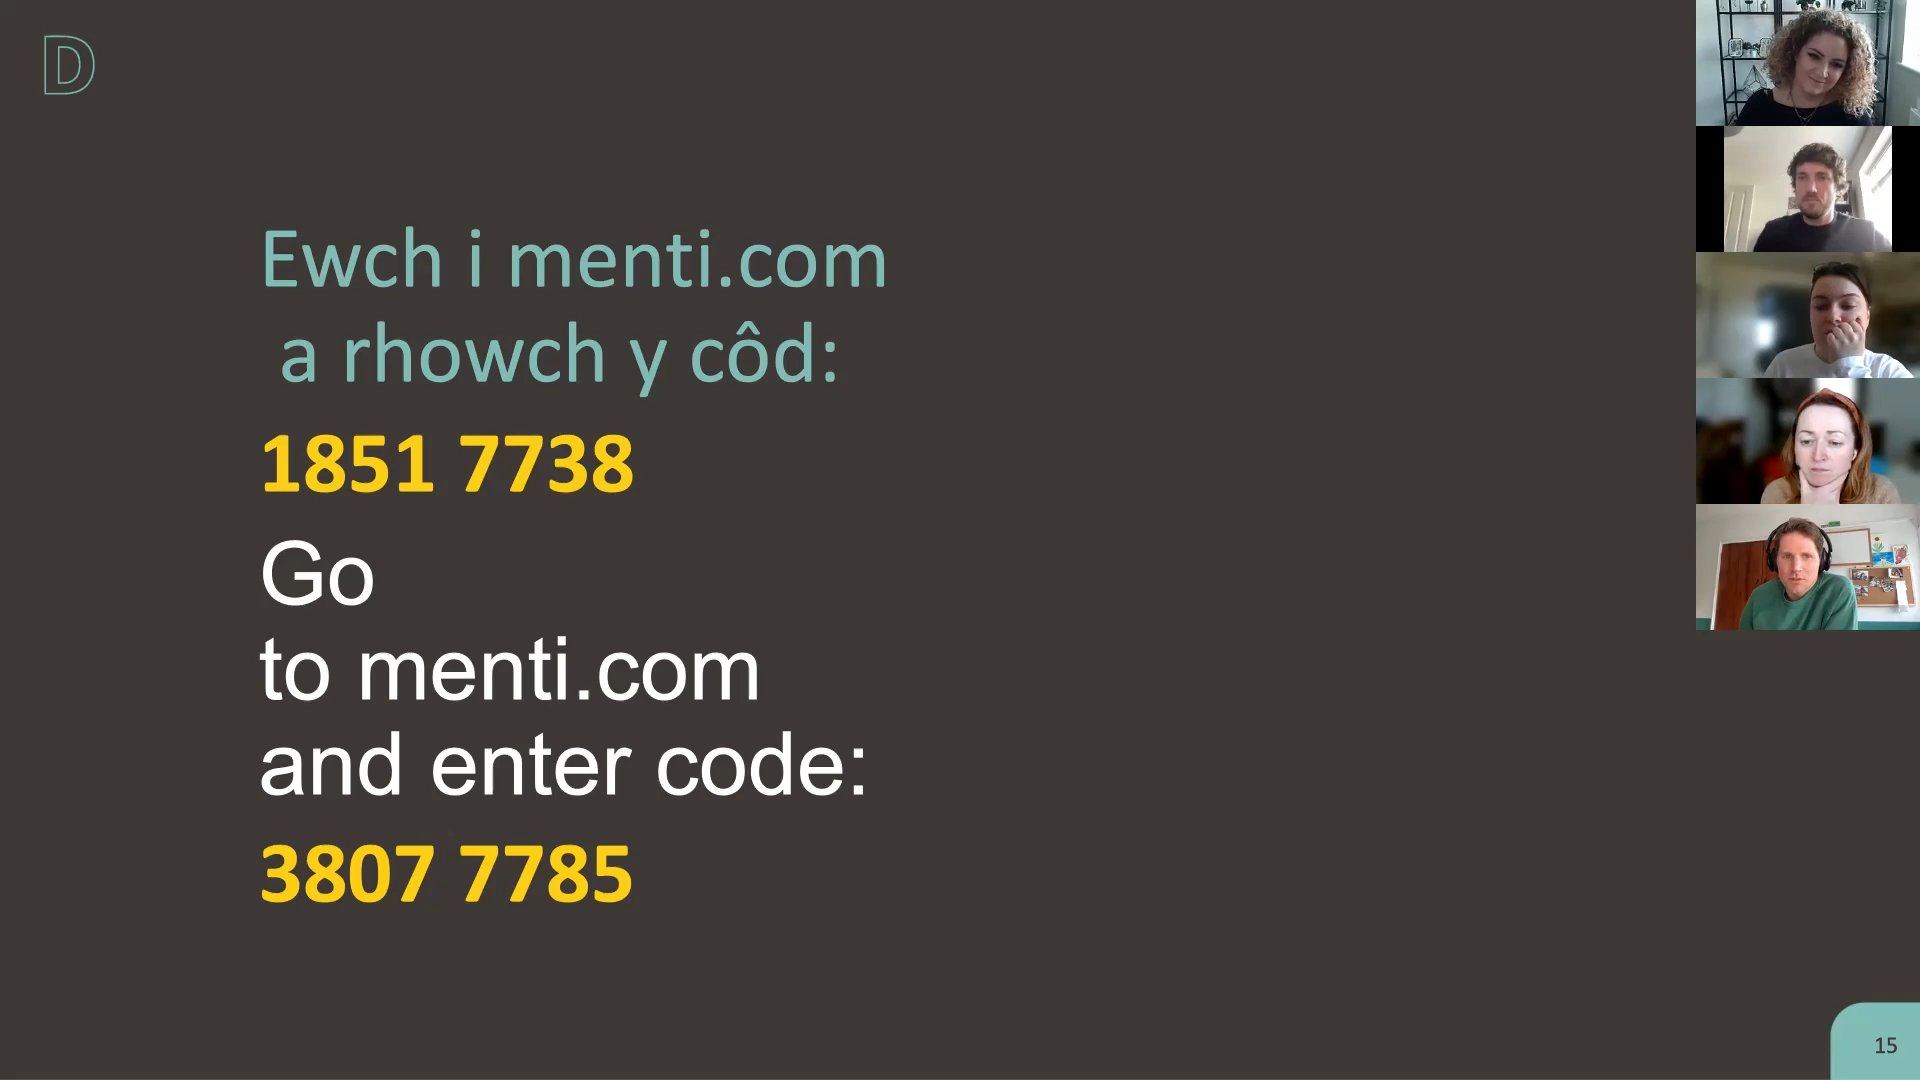 D
Ewch i menti.com
a rhowch y côd:
1851 7738
Go
to menti.com
and enter code:
3807 7785
15